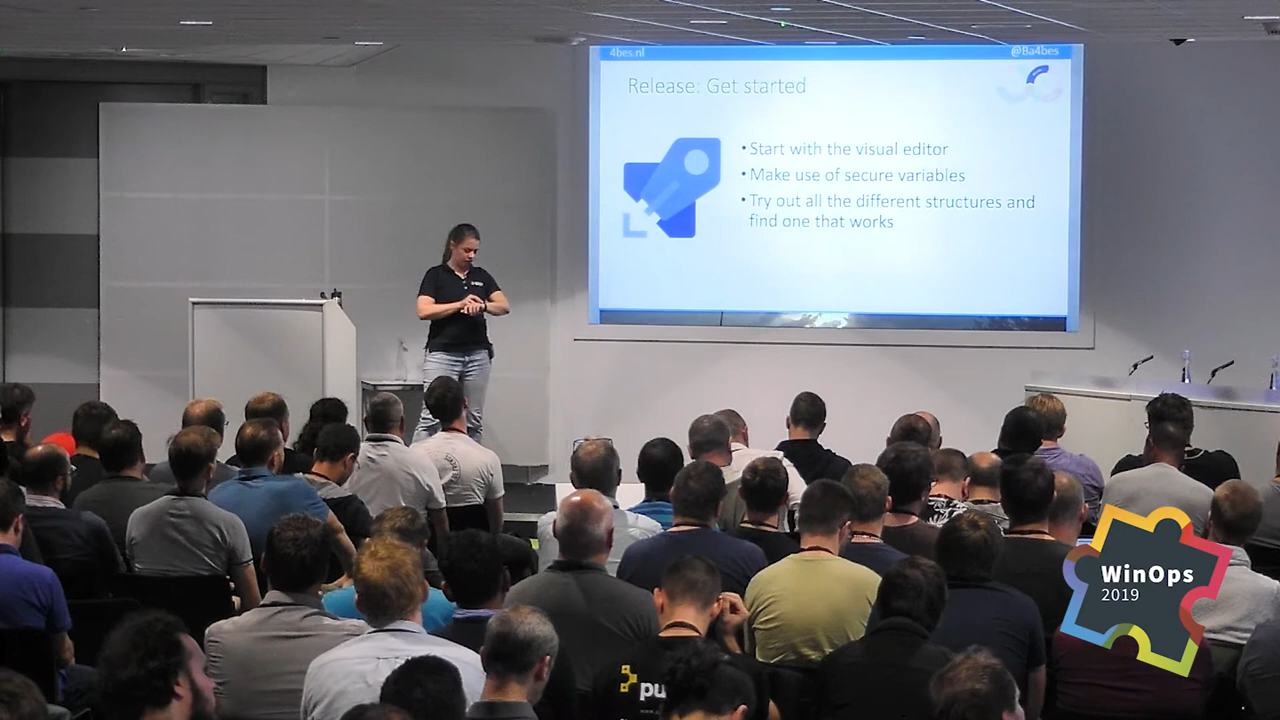 4bes.nl
@Ba4bes
Release: Get started
• Start with the visual editor
• Make use of secure variables
• Try out all the different structures and
find one that works
WinOps
2019
pu